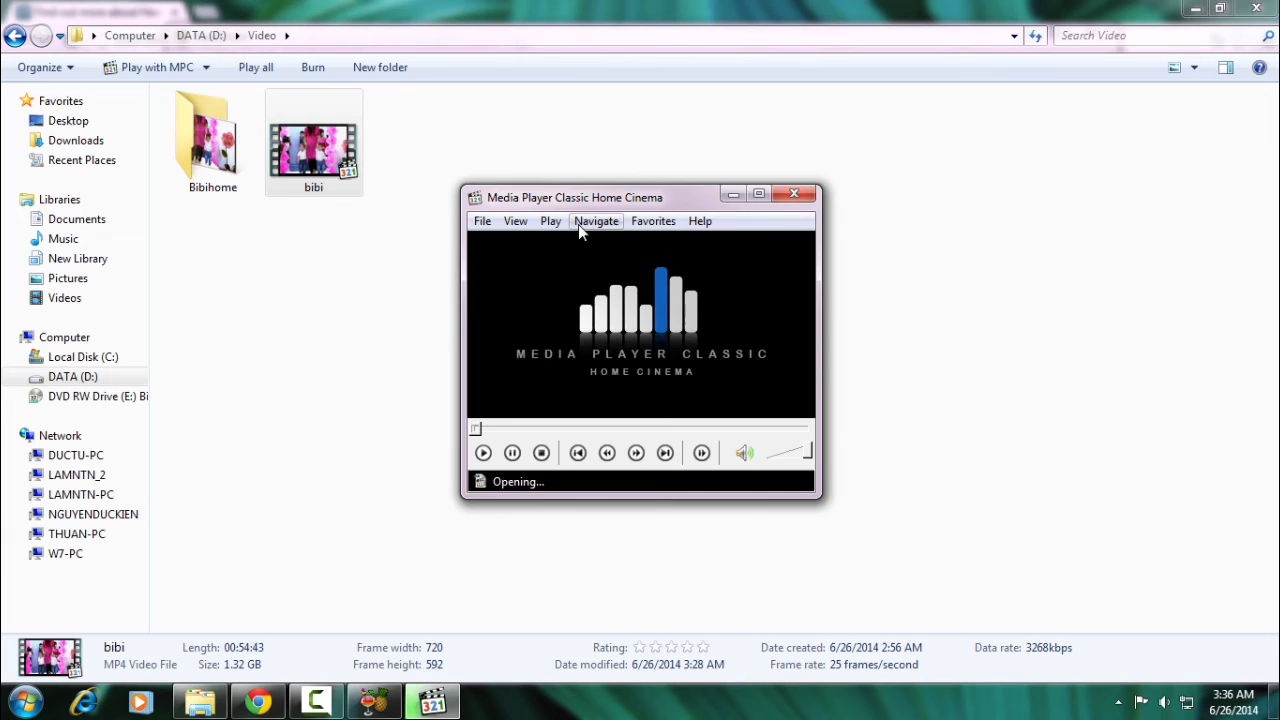 Computer ▸ DATA (D:) ▸ Video ▸
Search Video
Organize
Play with MPC
Play all
Burn
New folder
Favorites
Desktop
Downloads
Recent Places
Libraries
Documents
Music
New Library
Pictures
Videos
Computer
Local Disk (C:)
DATA (D:)
DVD RW Drive (E:) Bi
Network
DUCTU-PC
LAMNTN_2
LAMNTN-PC
NGUYENDUCKIEN
THUAN-PC
W7-PC
Bibihome
bibi
321
Media Player Classic Home Cinema
File View Play Navigate Favorites Help
MEDIA PLAYER CLASSIC
HOME CINEMA
Opening...
bibi
MP4 Video File
Length: 00:54:43
Size: 1.32 GB
Frame width: 720
Frame height: 592
Rating:
Date modified: 6/26/2014 3:28 AM
Date created: 6/26/2014 2:56 AM
Frame rate: 25 frames/second
Data rate: 3268kbps
321
3:36 AM
6/26/2014